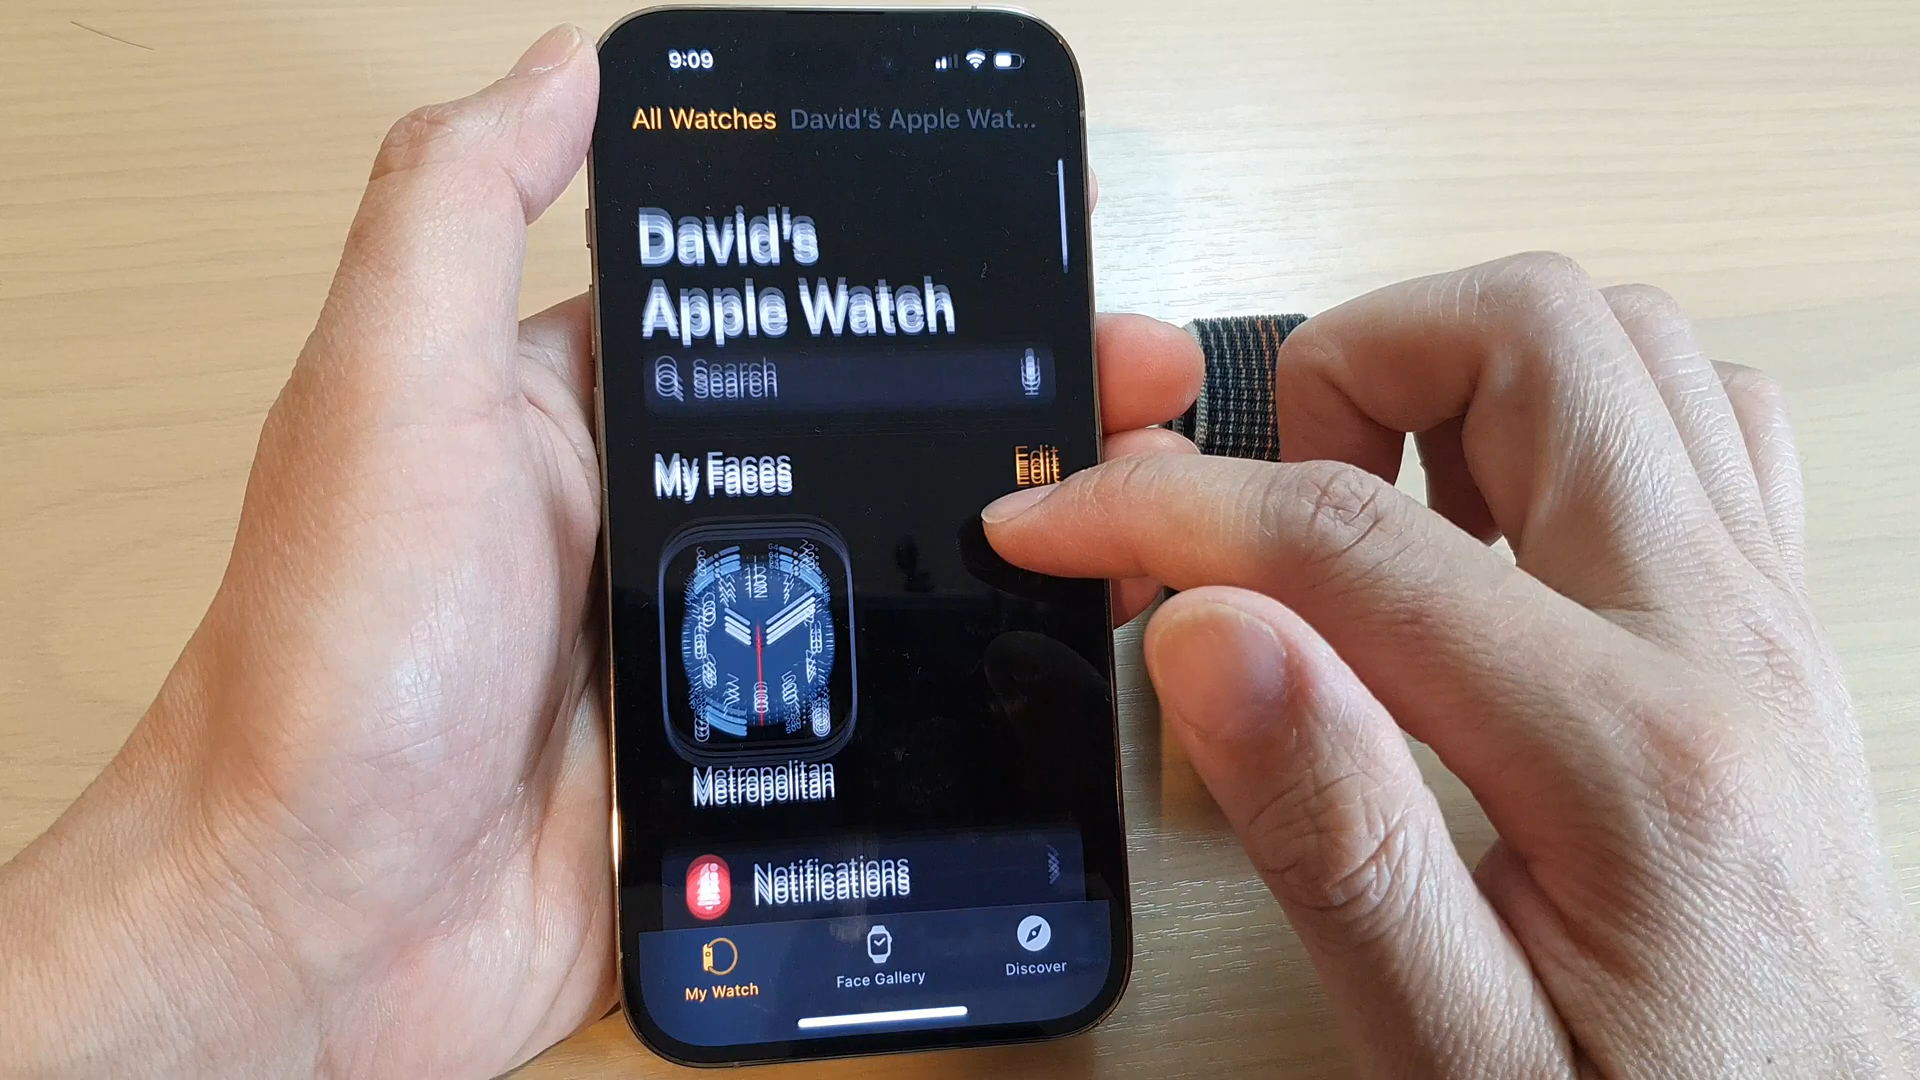 9:09
All Watches David's Apple Wat...
David's
Apple Watch
Search
My Faces Edit
Metropolitan
Notifications
My Watch Face Gallery Discover